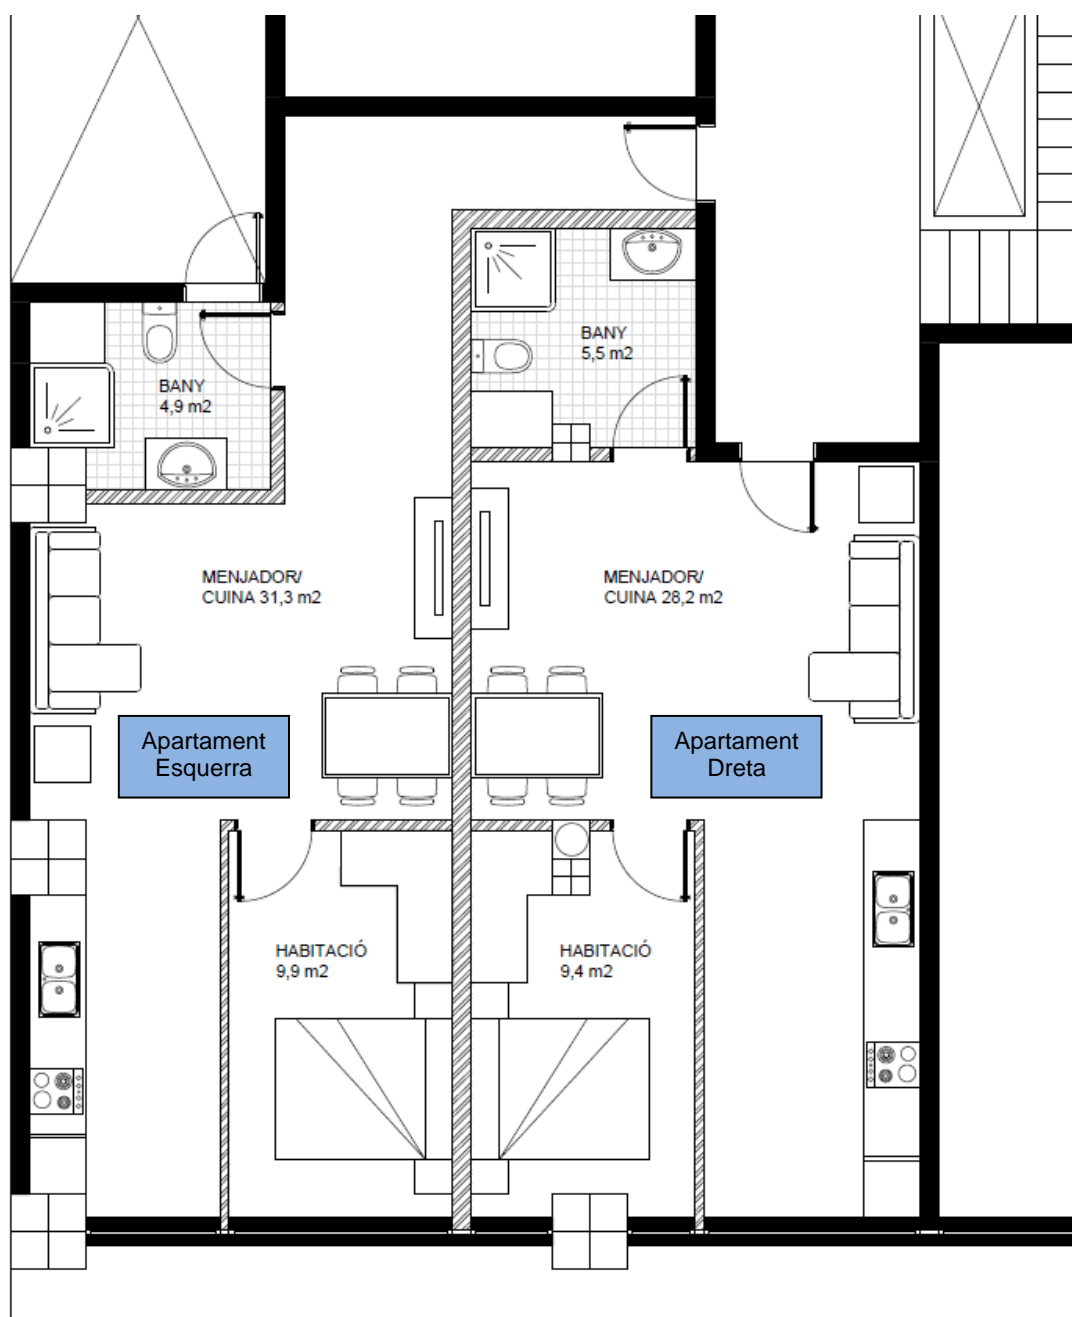 BANY
5,5 m2
BANY
4,9 m2
MENJADOR/
CUINA 31,3 m2
MENJADOR/
CUINA 28,2 m2
Apartament
Esquerra
Apartament
Dreta
HABITACIÓ
9,9 m2
HABITACIÓ
9,4 m2